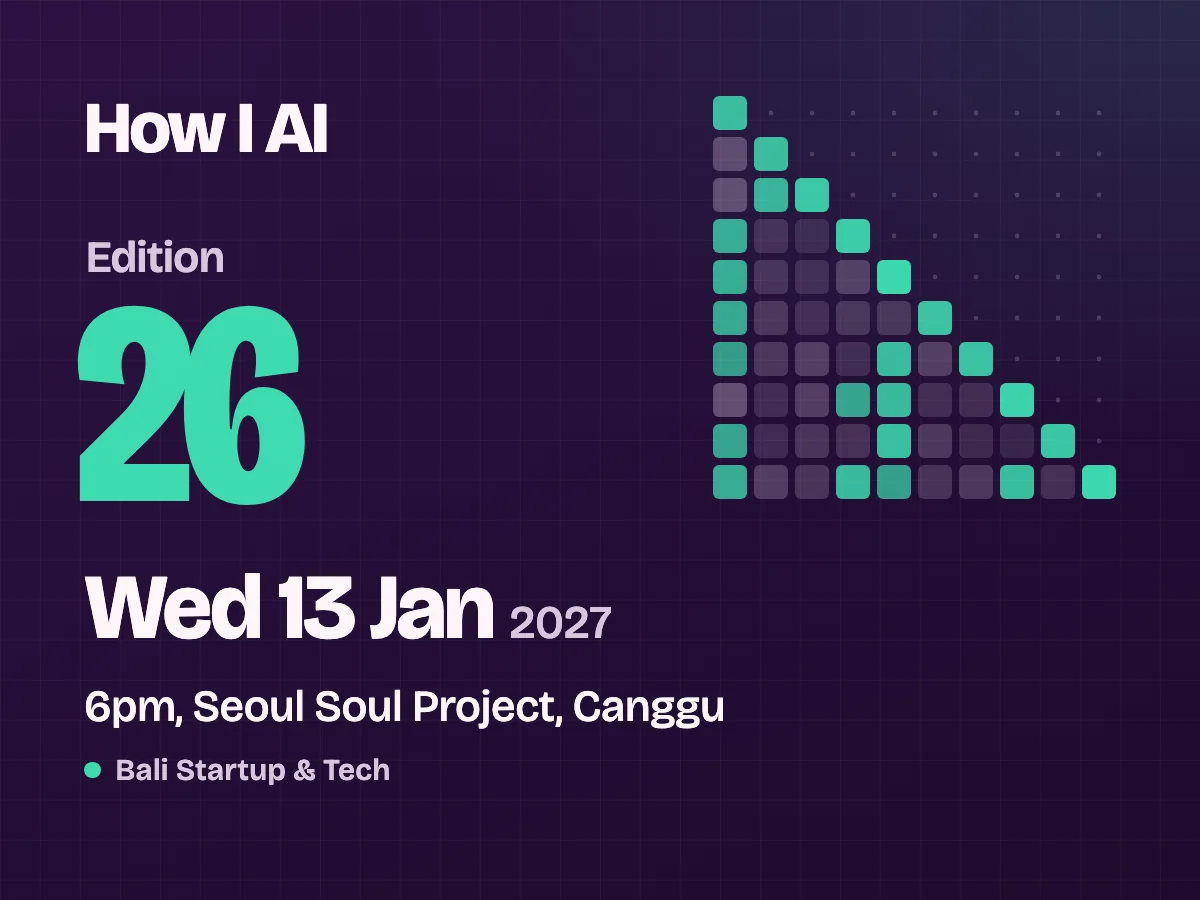 How I AI
Edition
26
Wed 13 Jan 2027
6pm, Seoul Soul Project, Canggu
Bali Startup & Tech